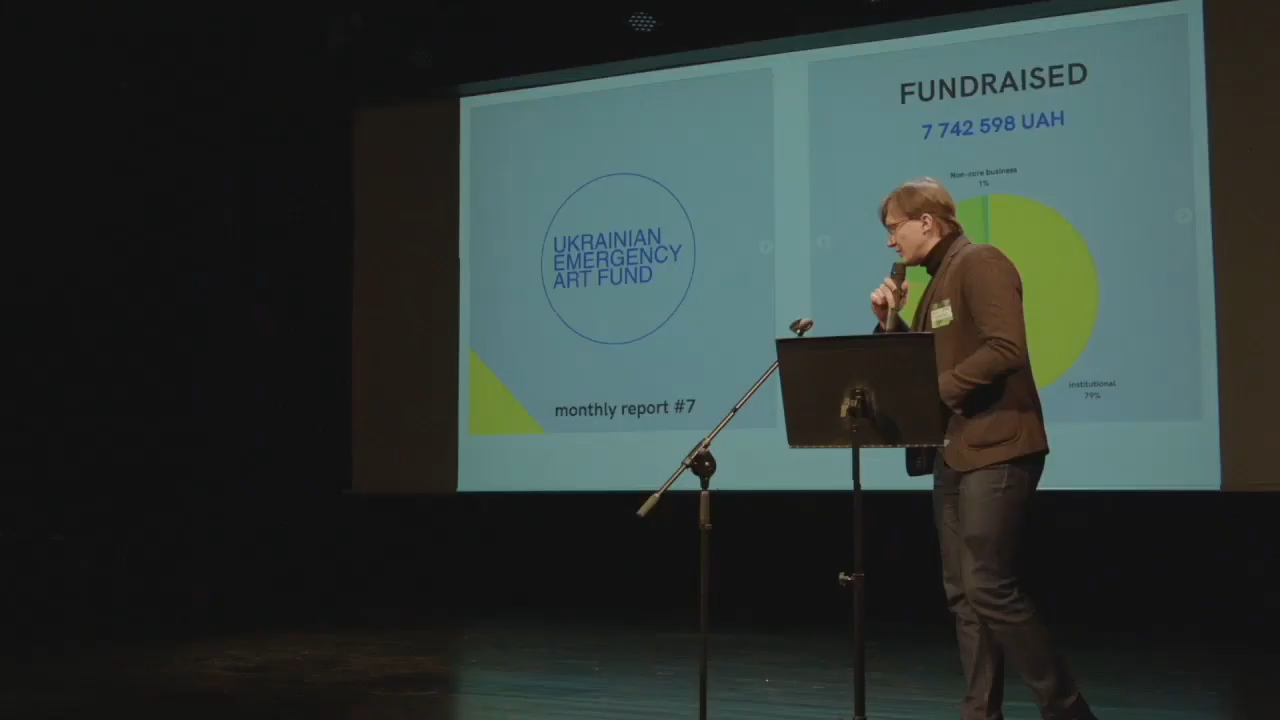 UKRAINIAN
EMERGENCY
ART FUND
monthly report #7
FUNDRAISED
7 742 598 UAH
Non-core business
1%
institutional
79%